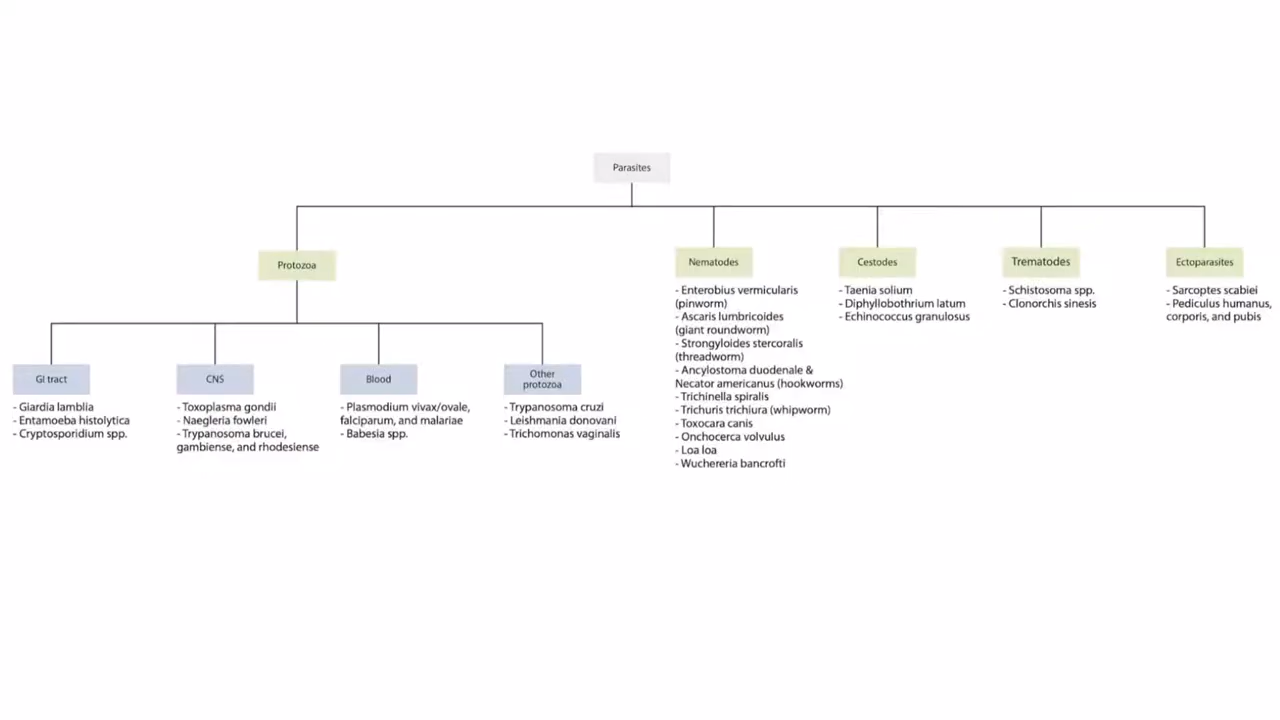 Parasites
Protozoa
Nematodes
Cestodes
Trematodes
Ectoparasites
- Enterobius vermicularis
(pinworm)
- Ascaris lumbricoides
(giant roundworm)
- Strongyloides stercoralis
(threadworm)
- Ancylostoma duodenale &
Necator americanus (hookworms)
- Trichinella spiralis
- Trichuris trichiura (whipworm)
- Toxocara canis
- Onchocerca volvulus
- Loa loa
- Wuchereria bancrofti
- Taenia solium
- Diphyllobothrium latum
- Echinococcus granulosus
- Schistosoma spp.
- Clonorchis sinesis
- Sarcoptes scabiei
- Pediculus humanus,
corporis, and pubis
GI tract
- Giardia lamblia
- Entamoeba histolytica
- Cryptosporidium spp.
CNS
- Toxoplasma gondii
- Naegleria fowleri
- Trypanosoma brucei,
gambiense, and rhodesiense
Blood
- Plasmodium vivax/ovale,
falciparum, and malariae
- Babesia spp.
Other
protozoa
- Trypanosoma cruzi
- Leishmania donovani
- Trichomonas vaginalis